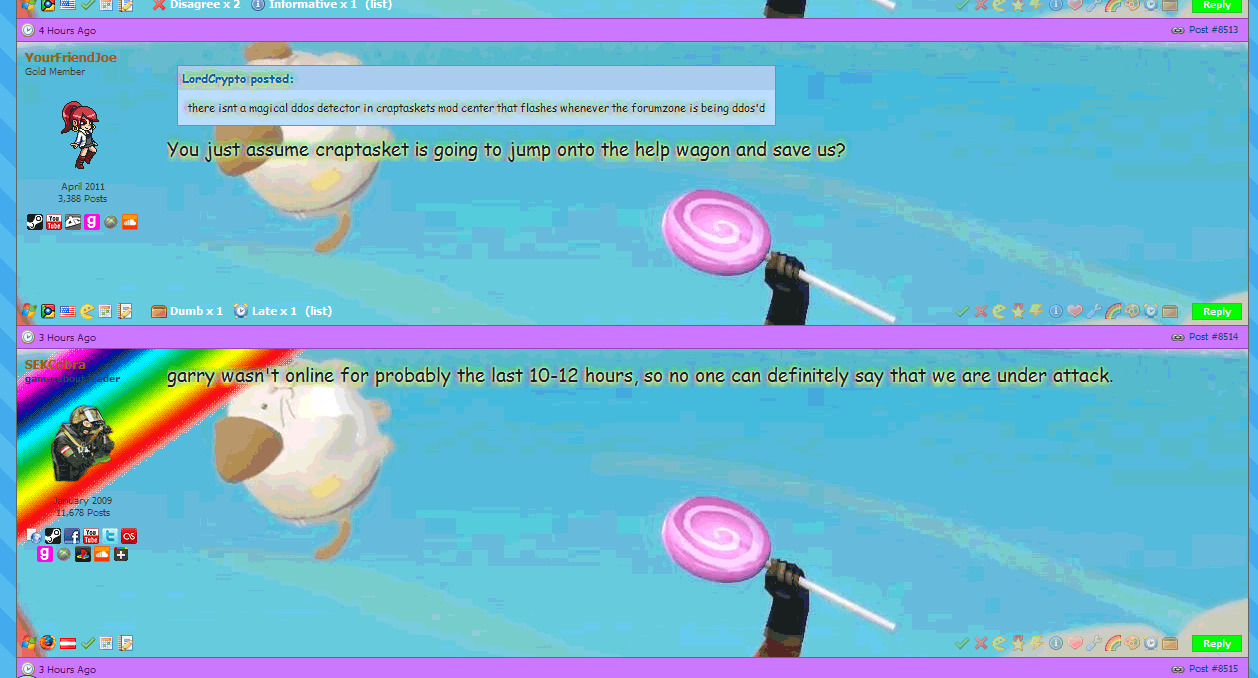 Disagree x 2 Informative x 1 (list)
Reply
4 Hours Ago
Post #8513
YourFriendJoe
Gold Member
April 2011
3,388 Posts
LordCrypto posted:
there isnt a magical ddos detector in craptaskets mod center that flashes whenever the forumzone is being ddos'd
You just assume craptasket is going to jump onto the help wagon and save us?
Dumb x 1 Late x 1 (list)
Reply
3 Hours Ago
Post #8514
SEKCobra
January 2009
11,678 Posts
garry wasn't online for probably the last 10-12 hours, so no one can definitely say that we are under attack.
Reply
3 Hours Ago
Post #8515